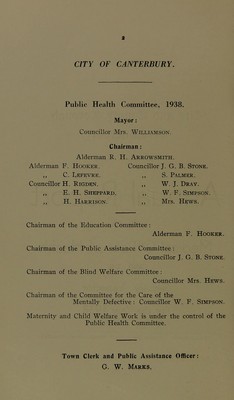 2
CITY OF CANTERBURY.
Public Health Committee, 1938.
Mayor:
Councillor Mrs. Williamson.
Chairman:
Alderman R. H. Arrowsmith.
Alderman F. Hooker. Councillor J. G. B. Stone.
,, C. Lefevre. ,, S. Palmer.
Councillor H. Rhides. ,, W. J. Dray.
,, E. H. Sheppard. ,, W. F. Simpson.
,, H. Harrison. ,, Mrs. Hews.
Chairman of the Education Committee:
Alderman F. Hooker.
Chairman of the Public Assistance Committee:
Councillor J. G. B. Stone.
Chairman of the Blind Welfare Committee:
Councillor Mrs. Hews.
Chairman of the Committee for the Care of the
Mentally Defective: Councillor W. F. Simpson.
Maternity and Child Welfare Work is under the control of the
Public Health Committee.
Town Clerk and Public Assistance Officer:
G. W. Marks.